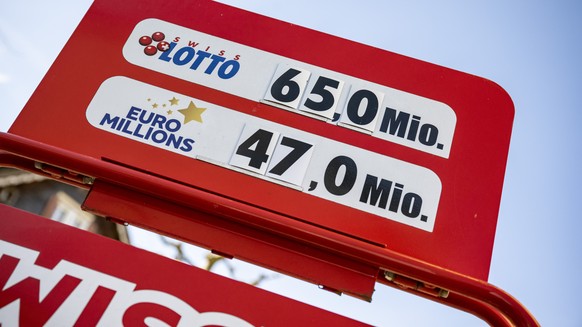 SWISS
LOTTO 65,0 Mio.
EURO
MILLIONS 47,0 Mio.